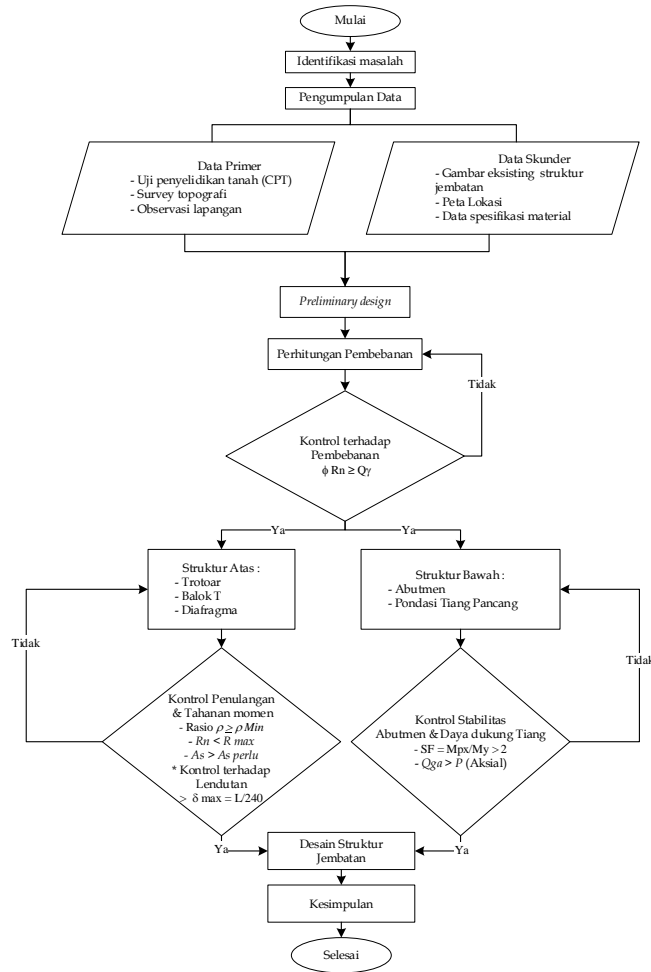 Mulai
Identifikasi masalah
Pengumpulan Data
Data Primer
- Uji penyelidikan tanah (CPT)
- Survey topografi
- Observasi lapangan
Data Skunder
- Gambar eksisting struktur
jembatan
- Peta Lokasi
- Data spesifikasi material
Preliminary design
Perhitungan Pembebanan
Tidak
Kontrol terhadap
Pembebanan
ϕ Rn ≥ Qγ
Ya
Ya
Struktur Atas :
- Trotoar
- Balok T
- Diafragma
Struktur Bawah :
- Abutmen
- Pondasi Tiang Pancang
Tidak
Tidak
Kontrol Penulangan
& Tahanan momen
- Rasio ρ ≥ ρ Min
- Rn < R max
- As > As perlu
* Kontrol terhadap
Lendutan
> δ max = L/240
Kontrol Stabilitas
Abutmen & Daya dukung Tiang
- SF = Mpx/My > 2
- Qga > P (Aksial)
Ya
Ya
Desain Struktur
Jembatan
Kesimpulan
Selesai